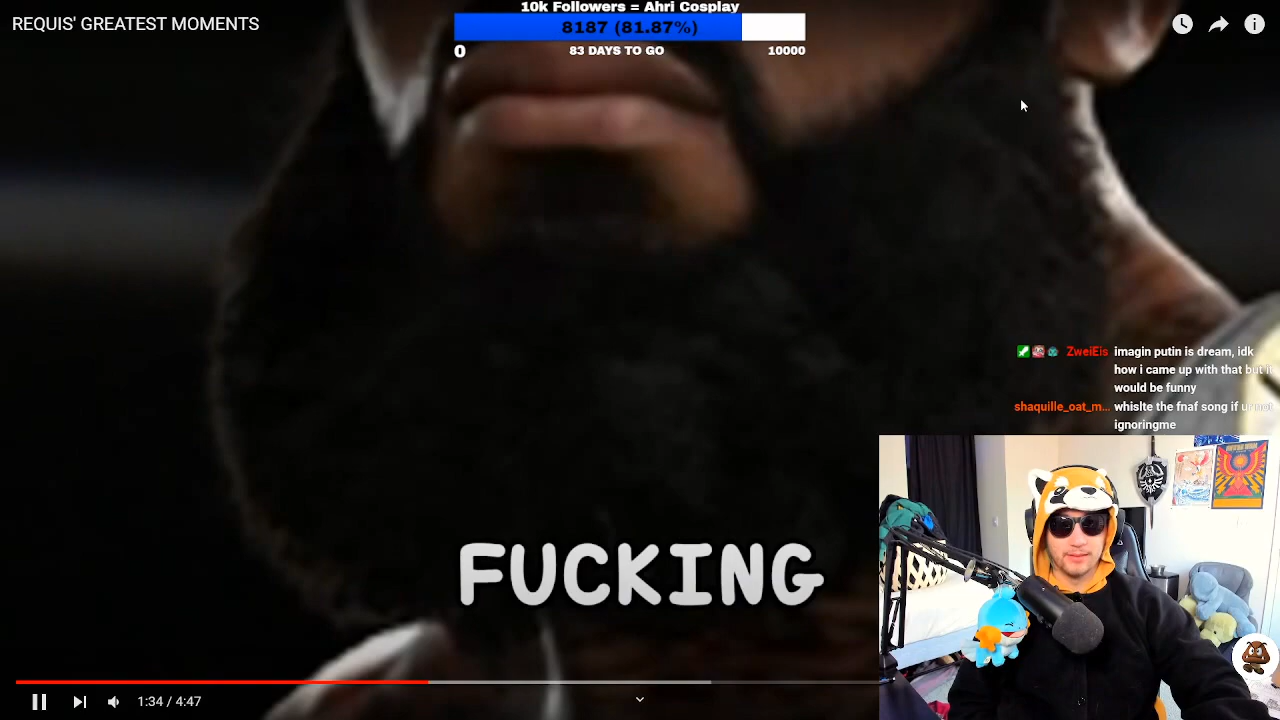 REQUIS' GREATEST MOMENTS
10k Followers = Ahri Cosplay
8187 (81.87%)
0
83 DAYS TO GO
10000
ZweiEis imagin putin is dream, idk
how i came up with that but it
would be funny
shaquille_oat_m... whislte the fnaf song if ur not
ignoringme
FUCKING
1:34 / 4:47